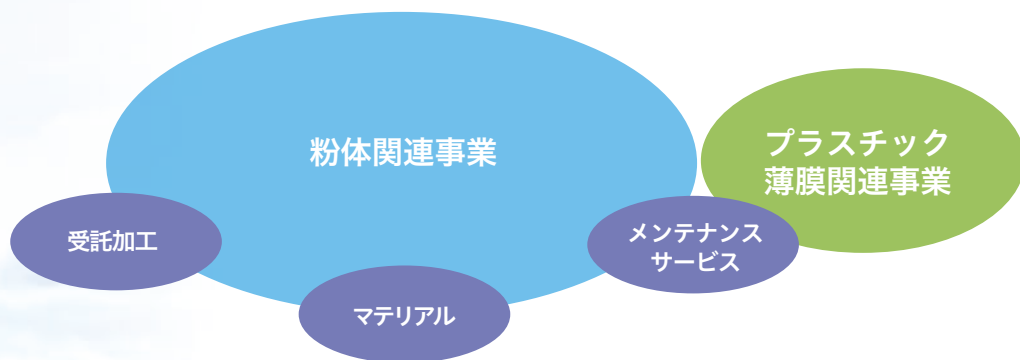 粉体関連事業
プラスチック
薄膜関連事業
受託加工
メンテナンス
サービス
マテリアル